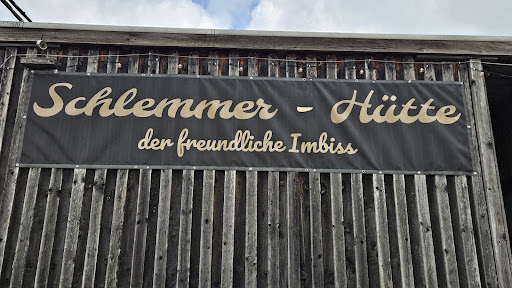 Schlemmer - Hütte
der freundliche Imbiss